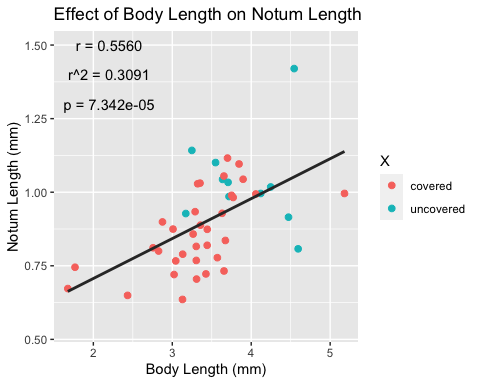 Effect of Body Length on Notum Length
r = 0.5560
r^2 = 0.3091
p = 7.342e-05
1.50
1.25
1.00
0.75
0.50
Notum Length (mm)
2 3 4 5
Body Length (mm)
X
covered
uncovered